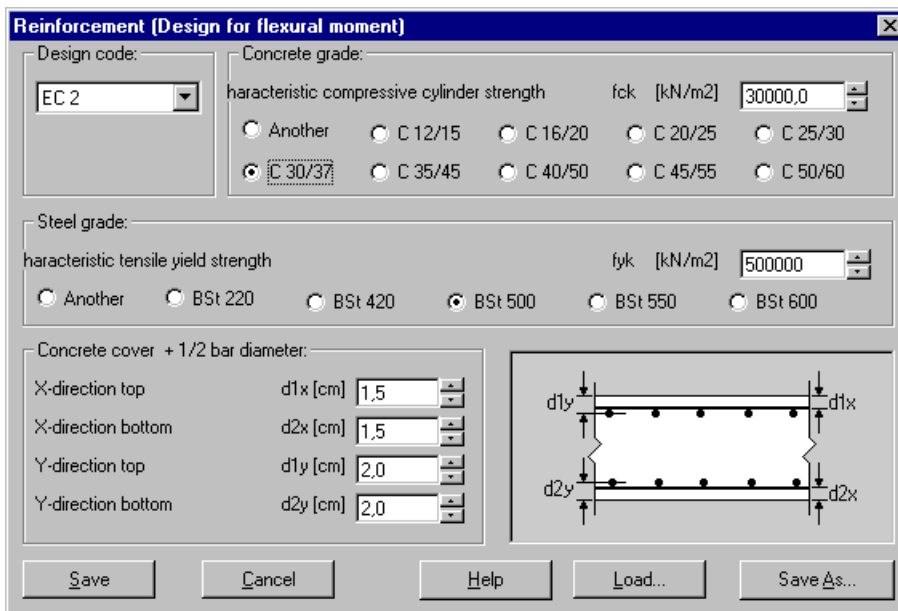 Reinforcement (Design for flexural moment)
Design code:
EC 2
Concrete grade:
haracteristic compressive cylinder strength fck [kN/m2] 30000,0
Another C 12/15 C 16/20 C 20/25 C 25/30
C 30/37 C 35/45 C 40/50 C 45/55 C 50/60
Steel grade:
haracteristic tensile yield strength fyk [kN/m2] 500000
Another BSt 220 BSt 420 BSt 500 BSt 550 BSt 600
Concrete cover + 1/2 bar diameter:
X-direction top d1x [cm] 1,5
X-direction bottom d2x [cm] 1,5
Y-direction top d1y [cm] 2,0
Y-direction bottom d2y [cm] 2,0
d1y d1x
d2y d2x
Save Cancel Help Load... Save As...